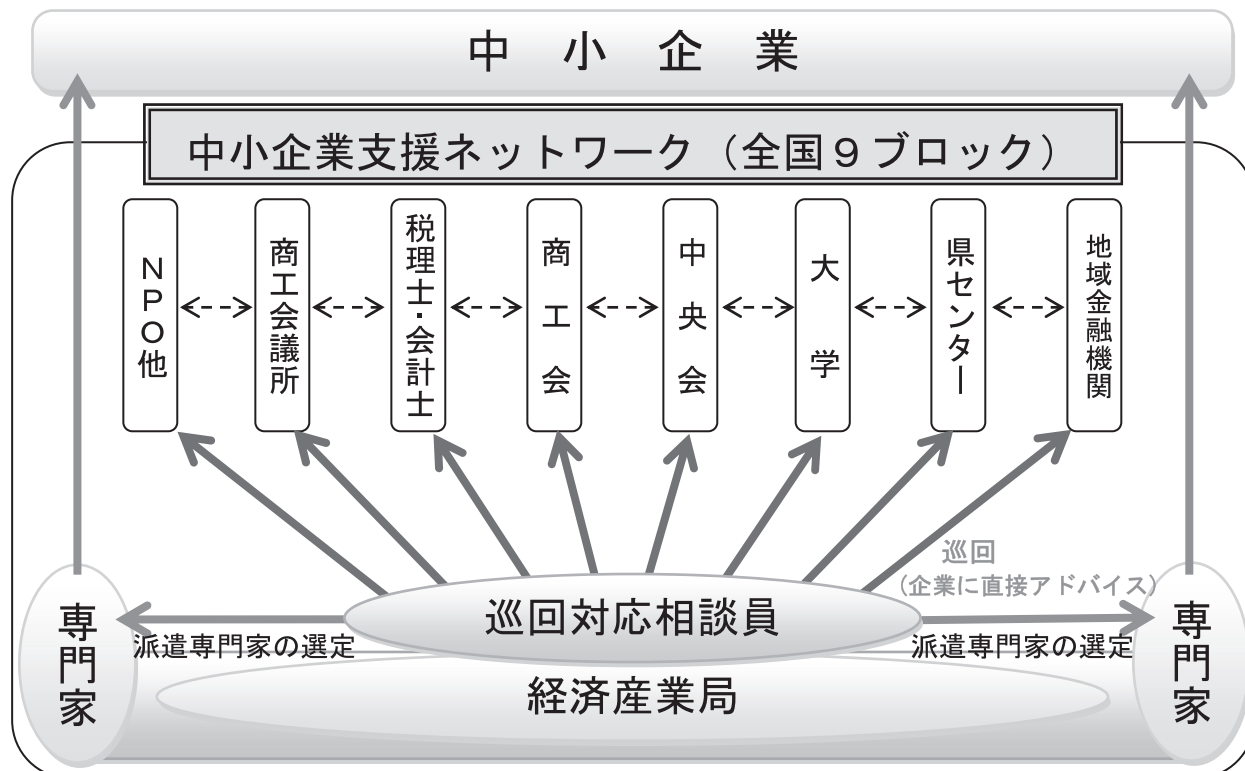 中小企業
中小企業支援ネットワーク（全国９ブロック）
ＮＰＯ他
商工会議所
税理士・会計士
商工会
中央会
大学
県センター
地域金融機関
巡回
（企業に直接アドバイス）
専門家
巡回対応相談員
専門家
派遣専門家の選定
派遣専門家の選定
経済産業局